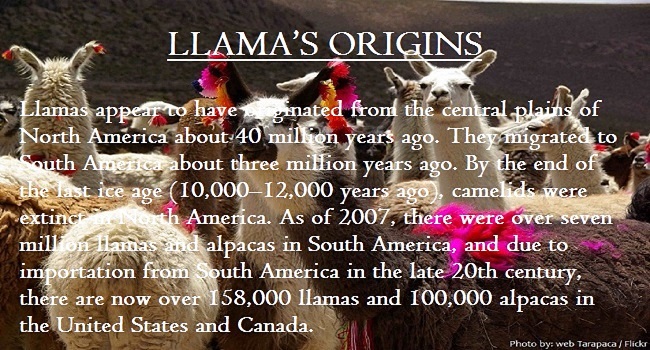 LLAMA'S ORIGINS
Llamas appear to have originated from the central plains of
North America about 40 million years ago. They migrated to
South America about three million years ago. By the end of
the last ice age (10,000–12,000 years ago), camelids were
extinct in North America. As of 2007, there were over seven
million llamas and alpacas in South America, and due to
importation from South America in the late 20th century,
there are now over 158,000 llamas and 100,000 alpacas in
the United States and Canada.
Photo by: web Tarapaca / Flickr